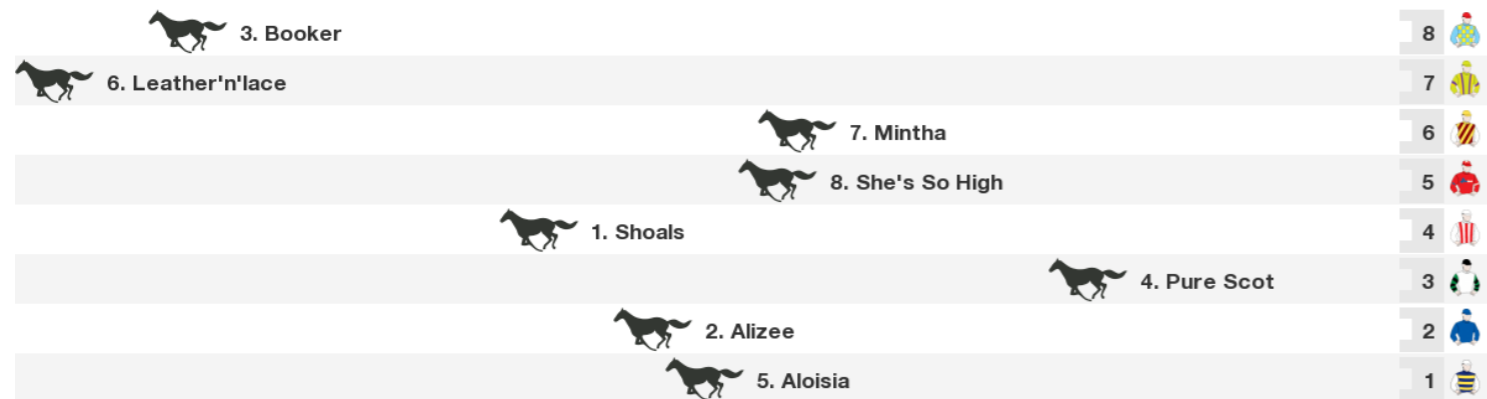 3. Booker 8
6. Leather'n'lace 7
7. Mintha 6
8. She's So High 5
1. Shoals 4
4. Pure Scot 3
2. Alizee 2
5. Aloisia 1